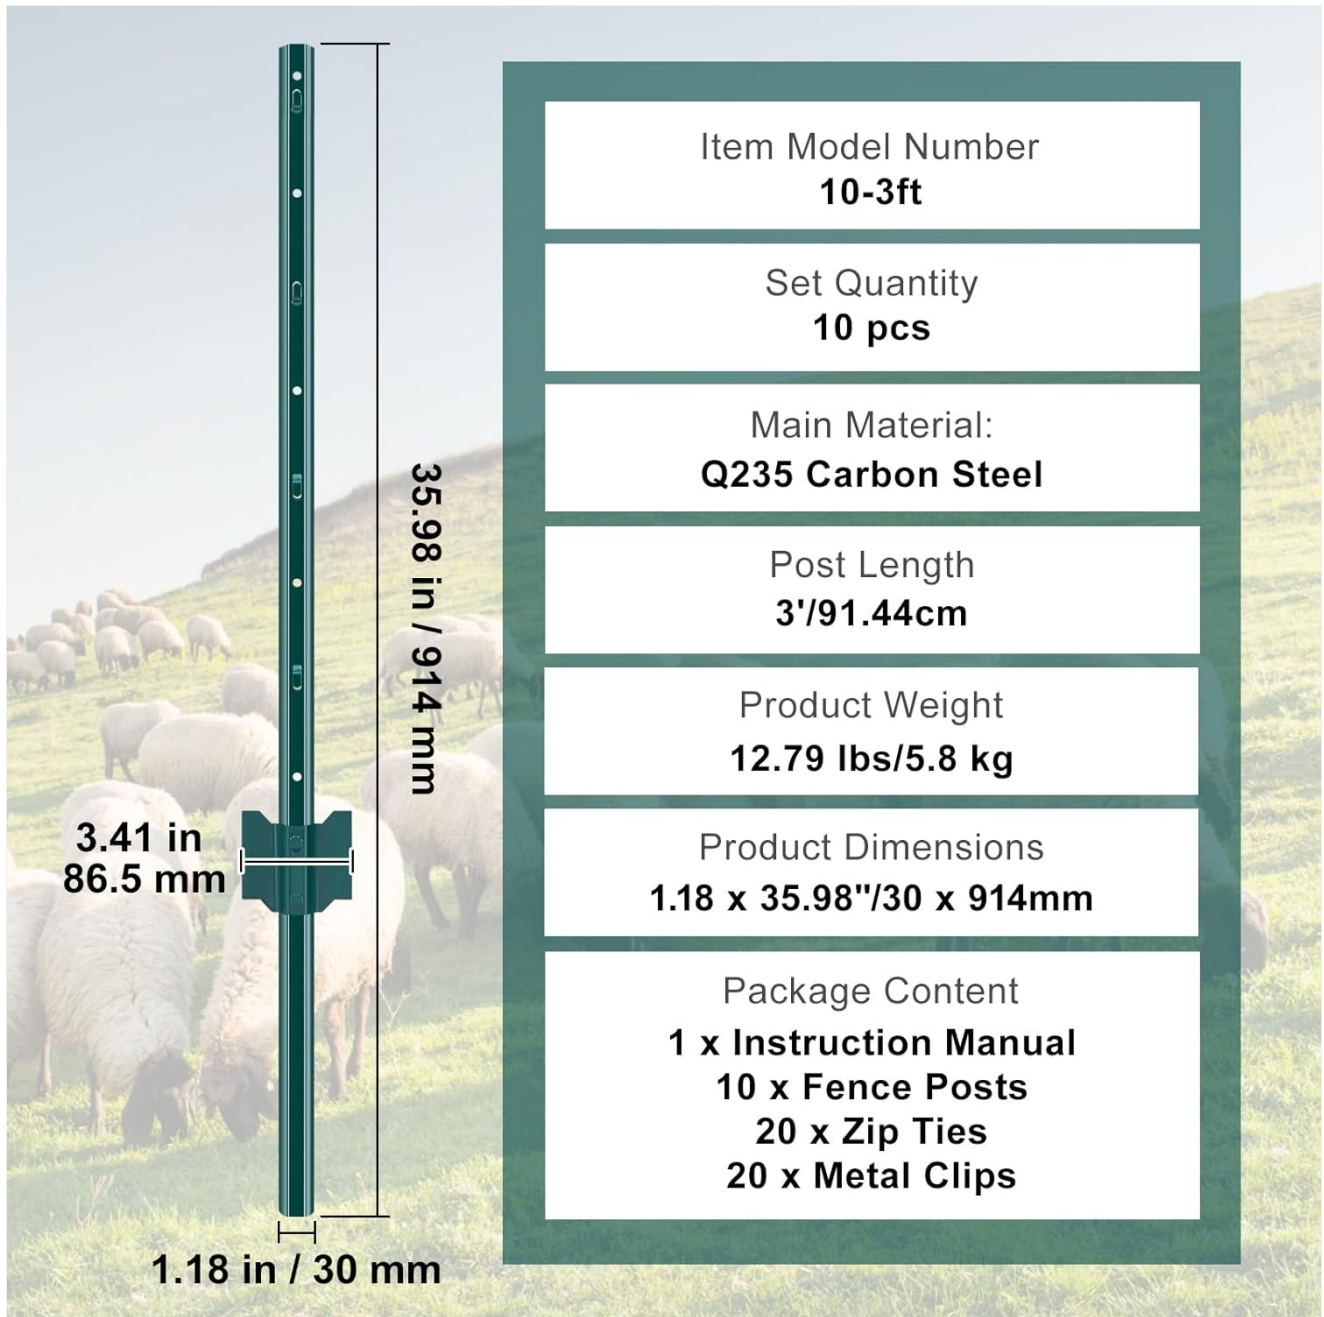 35.98 in / 914 mm
3.41 in
86.5 mm
1.18 in / 30 mm
Item Model Number
10-3ft
Set Quantity
10 pcs
Main Material:
Q235 Carbon Steel
Post Length
3'/91.44cm
Product Weight
12.79 lbs/5.8 kg
Product Dimensions
1.18 x 35.98"/30 x 914mm
Package Content
1 x Instruction Manual
10 x Fence Posts
20 x Zip Ties
20 x Metal Clips